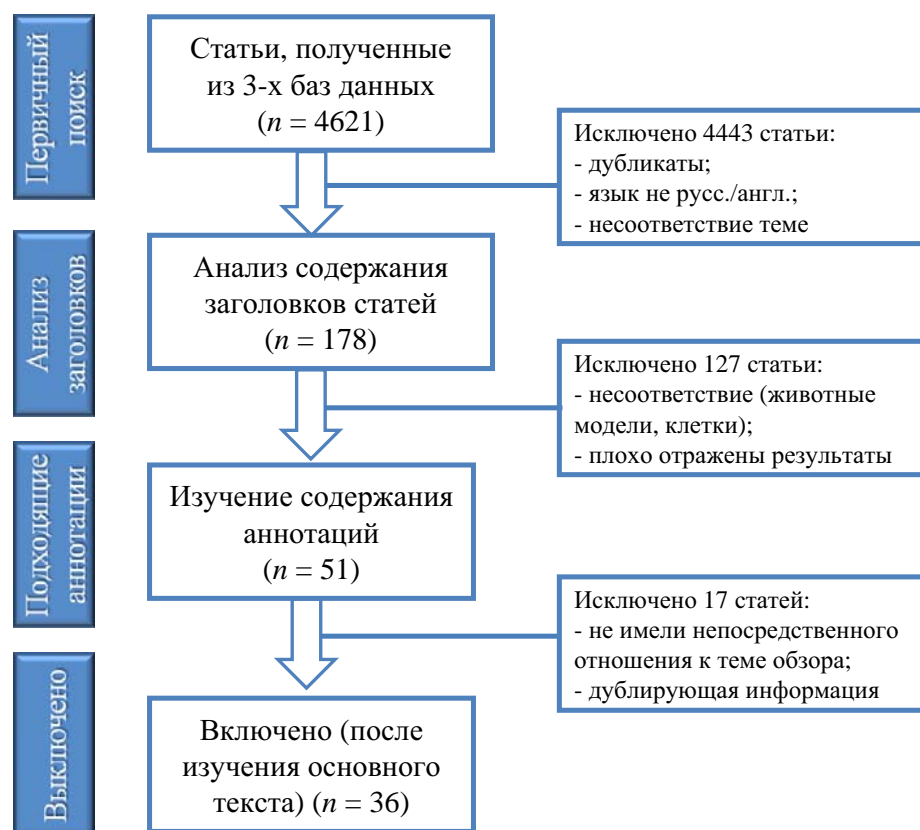 Первичный
поиск
Статьи, полученные
из 3-х баз данных
(n = 4621)
Исключено 4443 статьи:
- дубликаты;
- язык не русс./англ.;
- несоответствие теме
Анализ
заголовков
Анализ содержания
заголовков статей
(n = 178)
Исключено 127 статьи:
- несоответствие (животные
модели, клетки);
- плохо отражены результаты
Подходящие
аннотации
Изучение содержания
аннотаций
(n = 51)
Исключено 17 статей:
- не имели непосредственного
отношения к теме обзора;
- дублирующая информация
Выключено
Включено (после
изучения основного
текста) (n = 36)